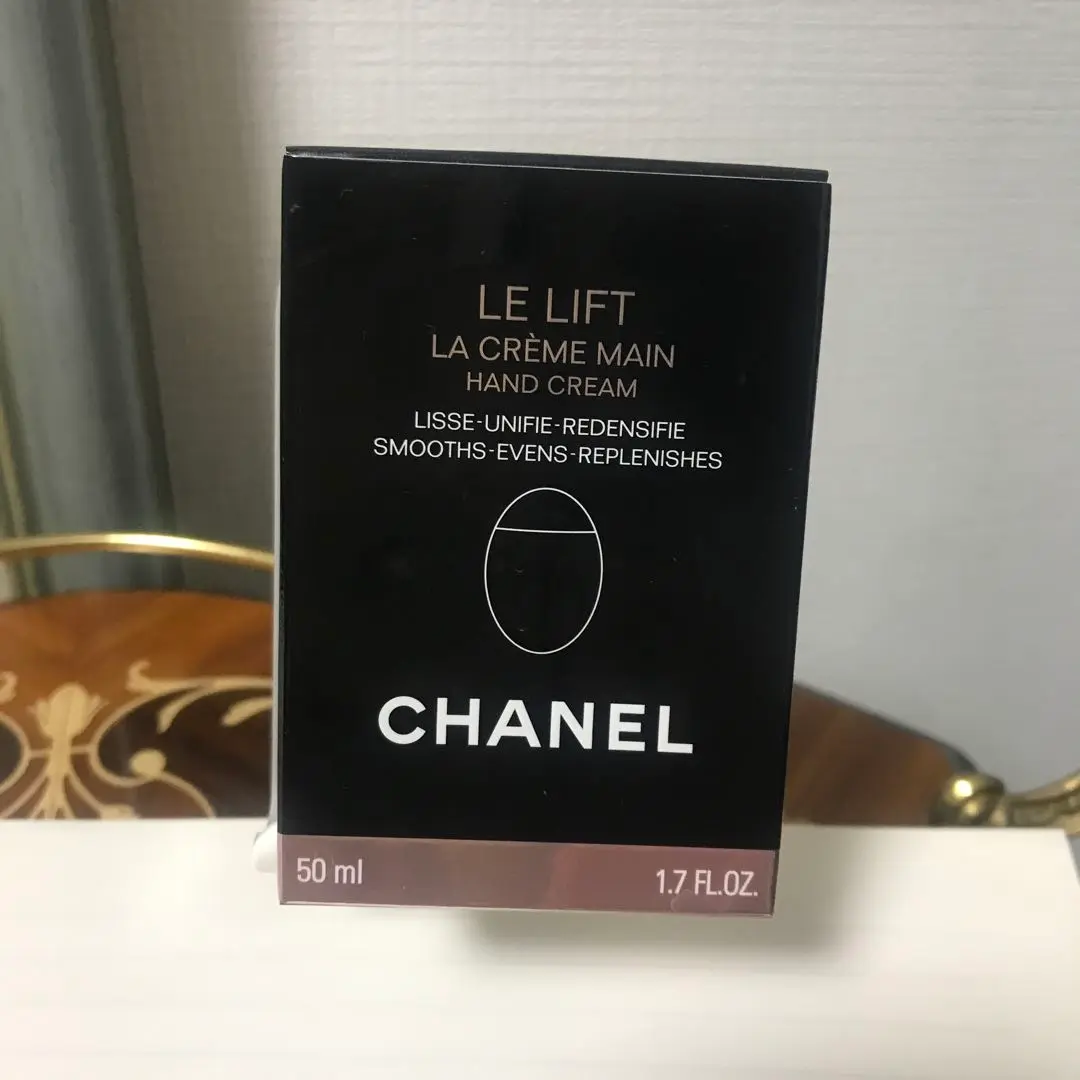 LE LIFT
LA CRÈME MAIN
HAND CREAM
LISSE-UNIFIE-REDENSIFIE
SMOOTHS-EVENS-REPLENISHES
CHANEL
50 ml
1.7 FL.OZ.